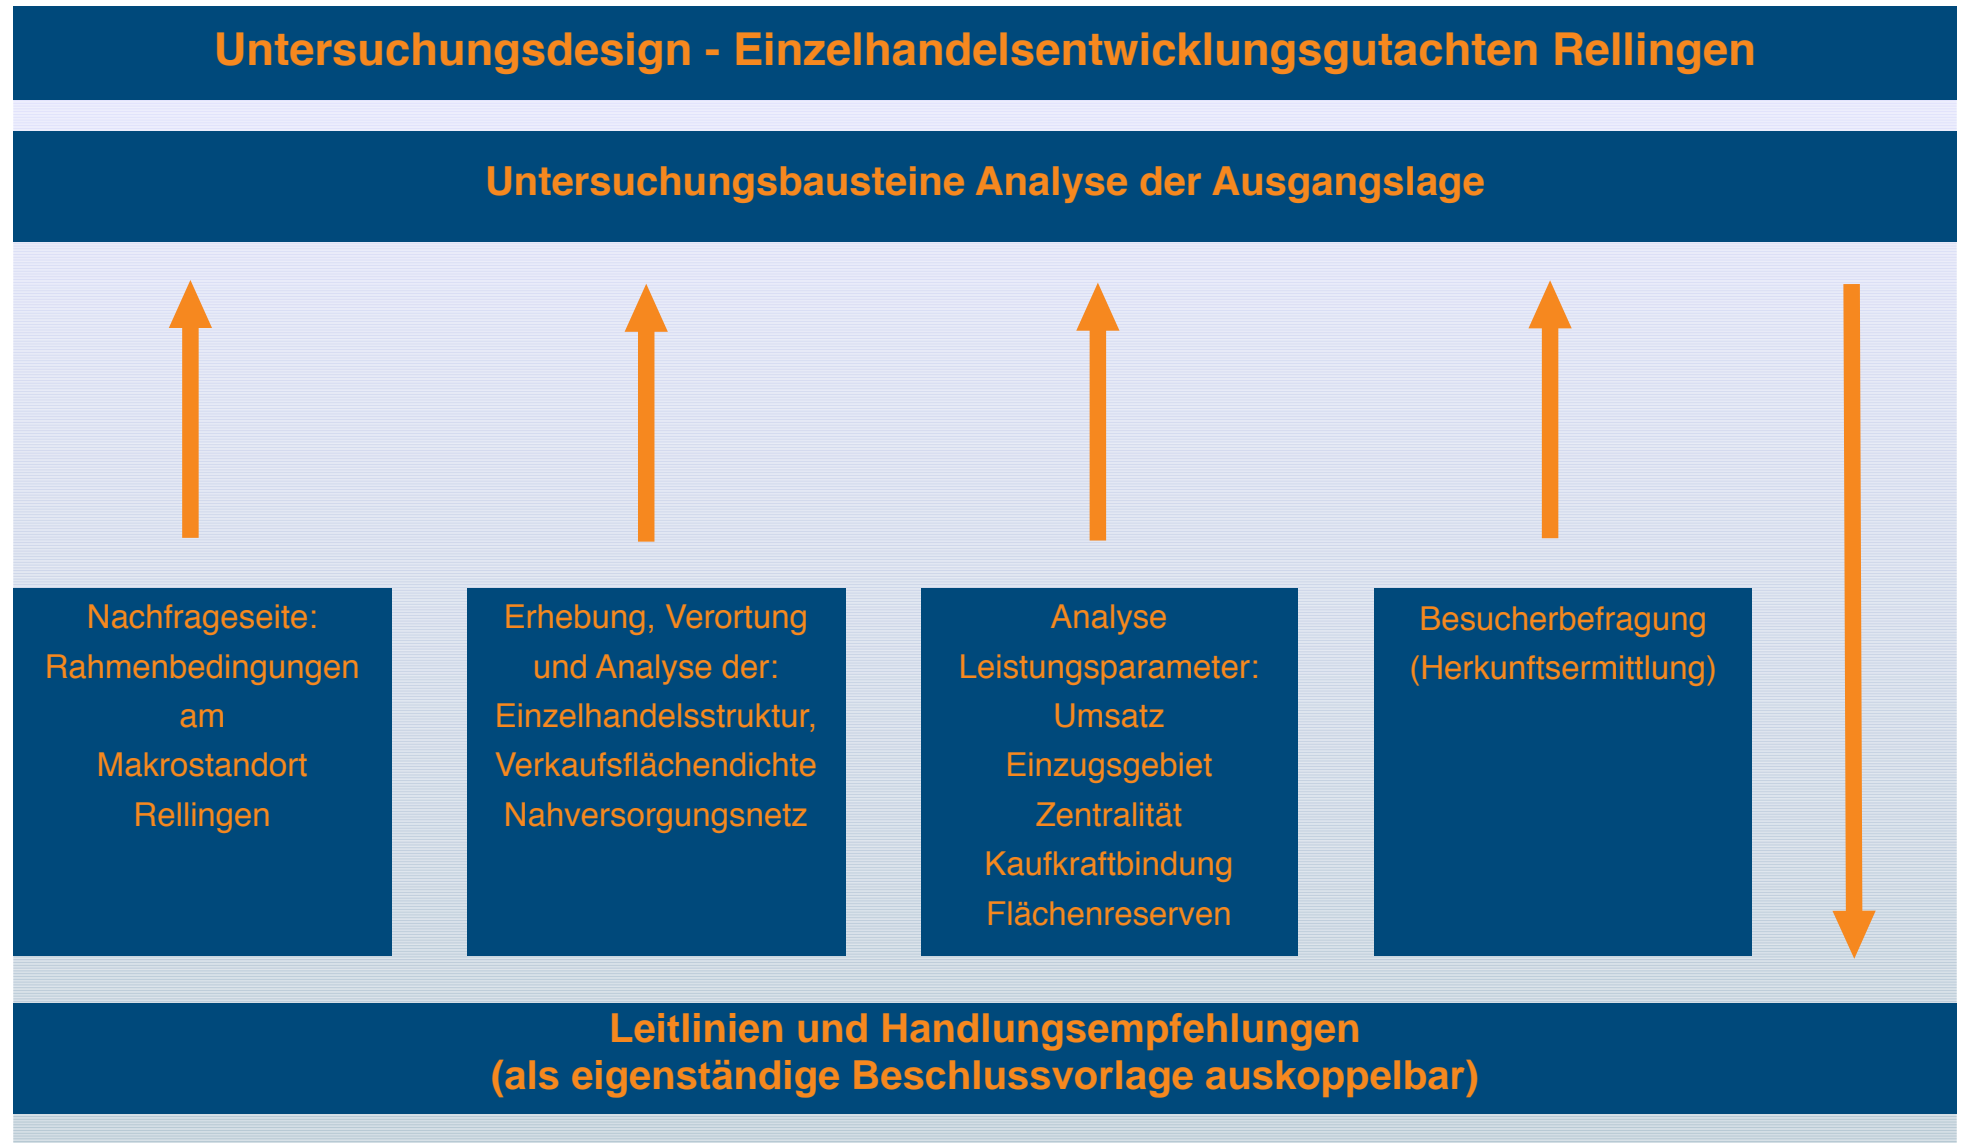 Untersuchungsdesign - Einzelhandelsentwicklungsgutachten Rellingen
Untersuchungsbausteine Analyse der Ausgangslage
Nachfrageseite:
Rahmenbedingungen
am
Makrostandort
Rellingen
Erhebung, Verortung
und Analyse der:
Einzelhandelsstruktur,
Verkaufsflächendichte
Nahversorgungsnetz
Analyse
Leistungsparameter:
Umsatz
Einzugsgebiet
Zentralität
Kaufkraftbindung
Flächenreserven
Besucherbefragung
(Herkunftsermittlung)
Leitlinien und Handlungsempfehlungen
(als eigenständige Beschlussvorlage auskoppelbar)